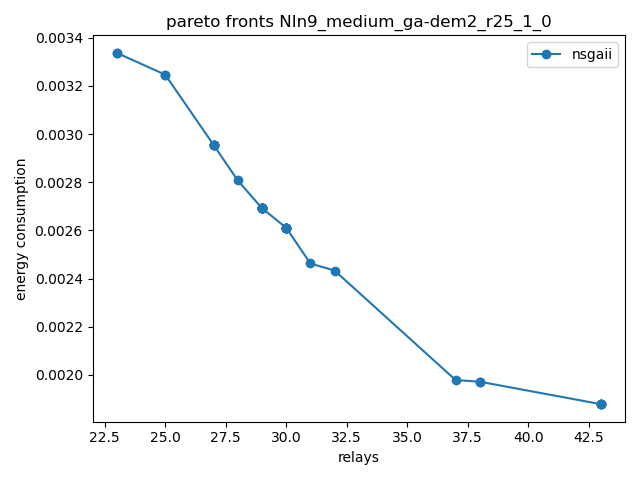 pareto fronts NIn9_medium_ga-dem2_r25_1_0
nsgaii
0.0034
0.0032
0.0030
0.0028
0.0026
0.0024
0.0022
0.0020
energy consumption
22.5 25.0 27.5 30.0 32.5 35.0 37.5 40.0 42.5
relays